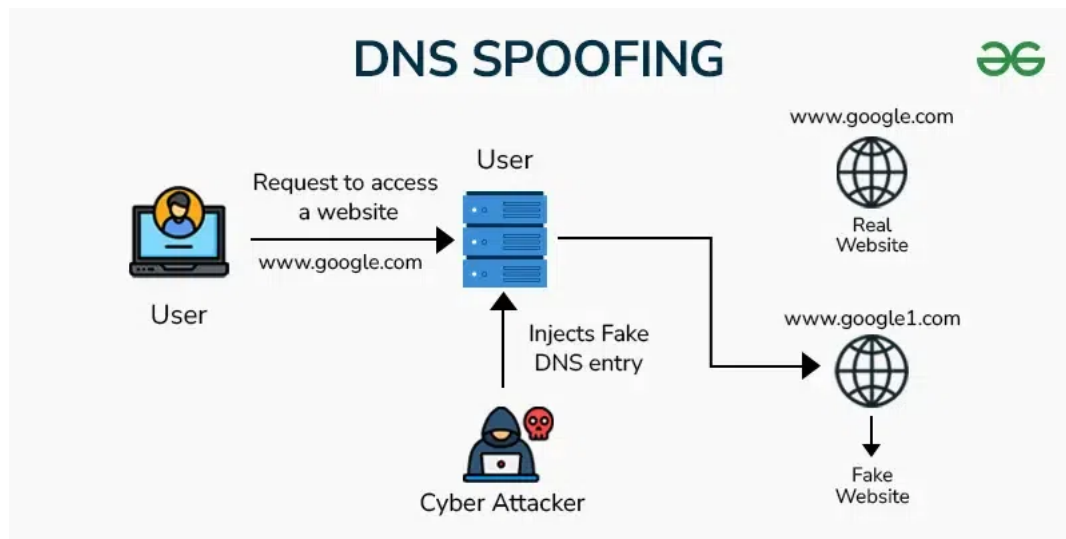 DNS SPOOFING
www.google.com
User
Request to access
a website
www.google.com
Real
Website
User
Injects Fake
DNS entry
www.google1.com
Cyber Attacker
Fake
Website